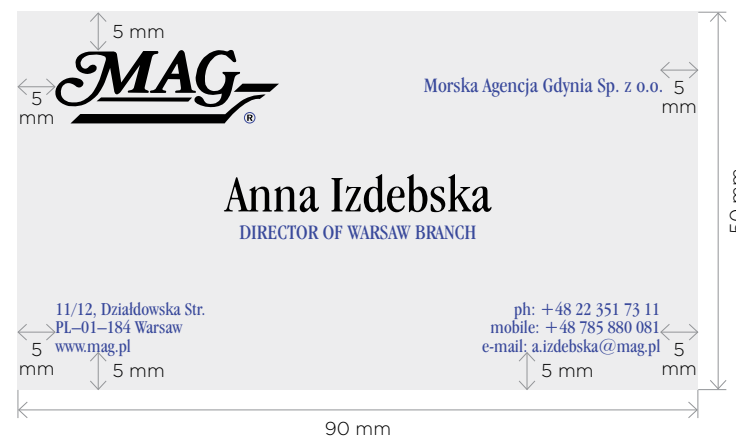 5 mm
MAG
®
5
mm
Morska Agencja Gdynia Sp. z o.o.
5
mm
50 mm
Anna Izdebska
DIRECTOR OF WARSAW BRANCH
11/12, Działdowska Str.
PL–01–184 Warsaw
www.mag.pl
ph: +48 22 351 73 11
mobile: +48 785 880 081
e-mail: a.izdebska@mag.pl
5
mm
5 mm
5 mm
5
mm
90 mm